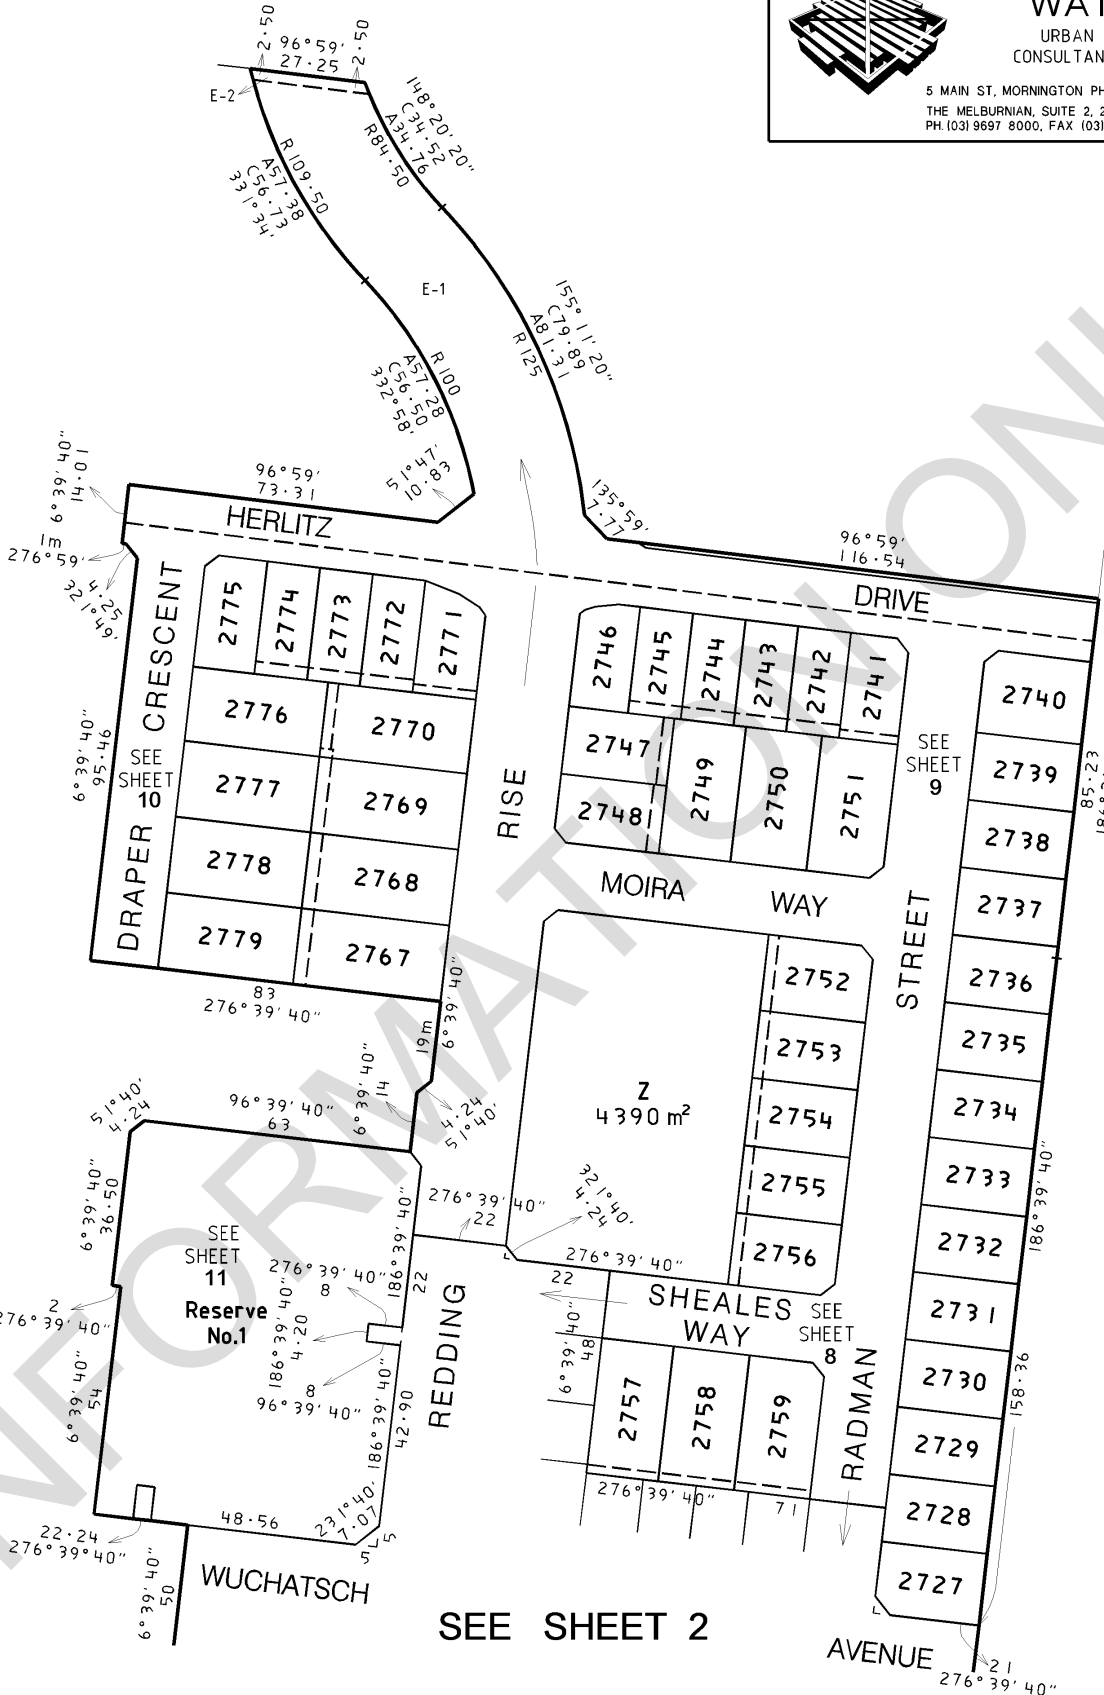 WAT
URBAN
CONSULTAN
5 MAIN ST, MORNINGTON PH
THE MELBURNIAN, SUITE 2, 2
PH.(03) 9697 8000, FAX (03)
2·50
96°59'
27·25
2·50
E-2
148°20'20"
C34·52
A34·76
R84·50
R109·50
A57·38
C56·73
331°34'
E-1
155°11'20"
C79·89
A81·31
R125
R100
A57·28
C56·50
332°58'
51°47'
10·83
135°59'
7·77
96°59'
73·31
96°59'
116·54
6°39'40"
14·01
1m
276°59'
4·25
321°49'
HERLITZ
DRIVE
DRAPER CRESCENT
2775
2774
2773
2772
2771
2746
2745
2744
2743
2742
2741
2740
2776
2770
2747
2748
2749
2750
2751
SEE
SHEET
9
2739
2777
2769
2738
6°39'40"
95·46
SEE
SHEET
10
RISE
85·23
2778
2768
MOIRA WAY
2737
2779
2767
STREET
2736
83
276°39'40"
19m
6°39'40"
2752
2735
2753
Z
4390 m²
2754
2734
14
6°39'40"
4·24
51°40'
51°40'
4·24
96°39'40"
63
2755
2733
186°39'40"
2756
2732
276°39'40"
22
321°40'
4·24
276°39'40"
6°39'40"
36·50
SEE
SHEET
11
Reserve
No.1
276°39'40"
8
186°39'40"
4·20
8
96°39'40"
186°39'40"
22
REDDING
22
SHEALES
WAY
SEE
SHEET
8
2731
2
276°39'40"
6°39'40"
48
6°39'40"
54
2757
2758
2759
RADMAN
2730
158·36
2729
186°39'40"
42·90
276°39'40"
71
2728
48·56
231°40'
7·07
5
5
22·24
276°39'40"
2727
6°39'40"
50
WUCHATSCH
AVENUE
21
276°39'40"
SEE SHEET 2